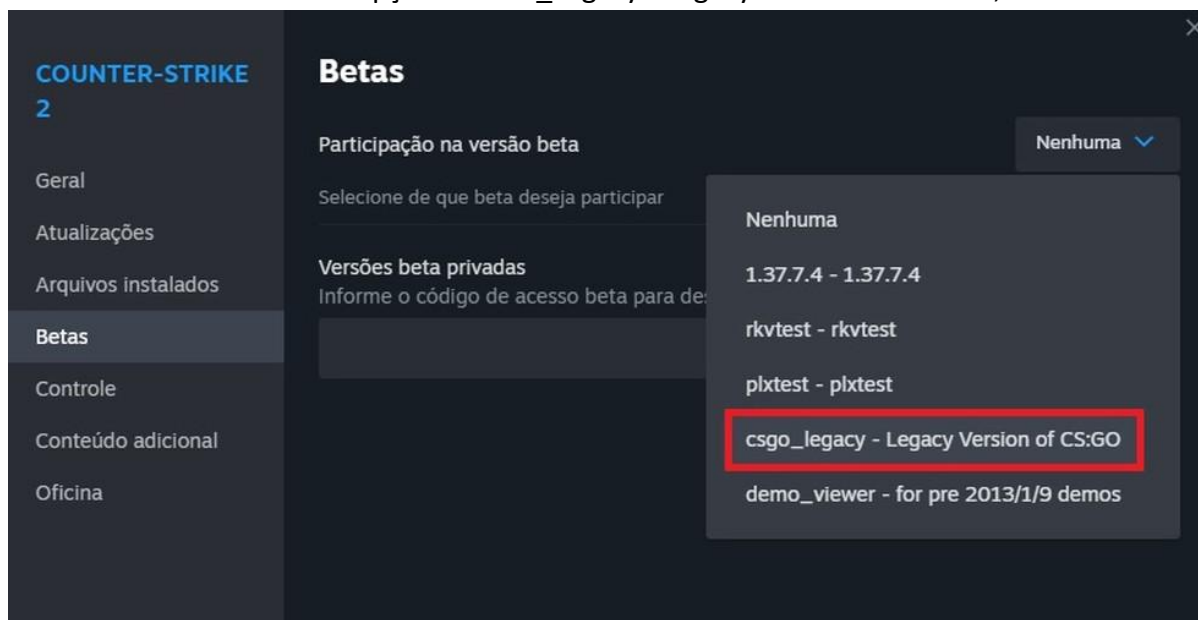 COUNTER-STRIKE
2
Geral
Atualizações
Arquivos instalados
Betas
Controle
Conteúdo adicional
Oficina
Betas
Participação na versão beta
Nenhuma
Selecione de que beta deseja participar
Versões beta privadas
Informe o código de acesso beta para de
Nenhuma
1.37.7.4 - 1.37.7.4
rkvtest - rkvtest
plxtest - plxtest
csgo_legacy - Legacy Version of CS:GO
demo_viewer - for pre 2013/1/9 demos